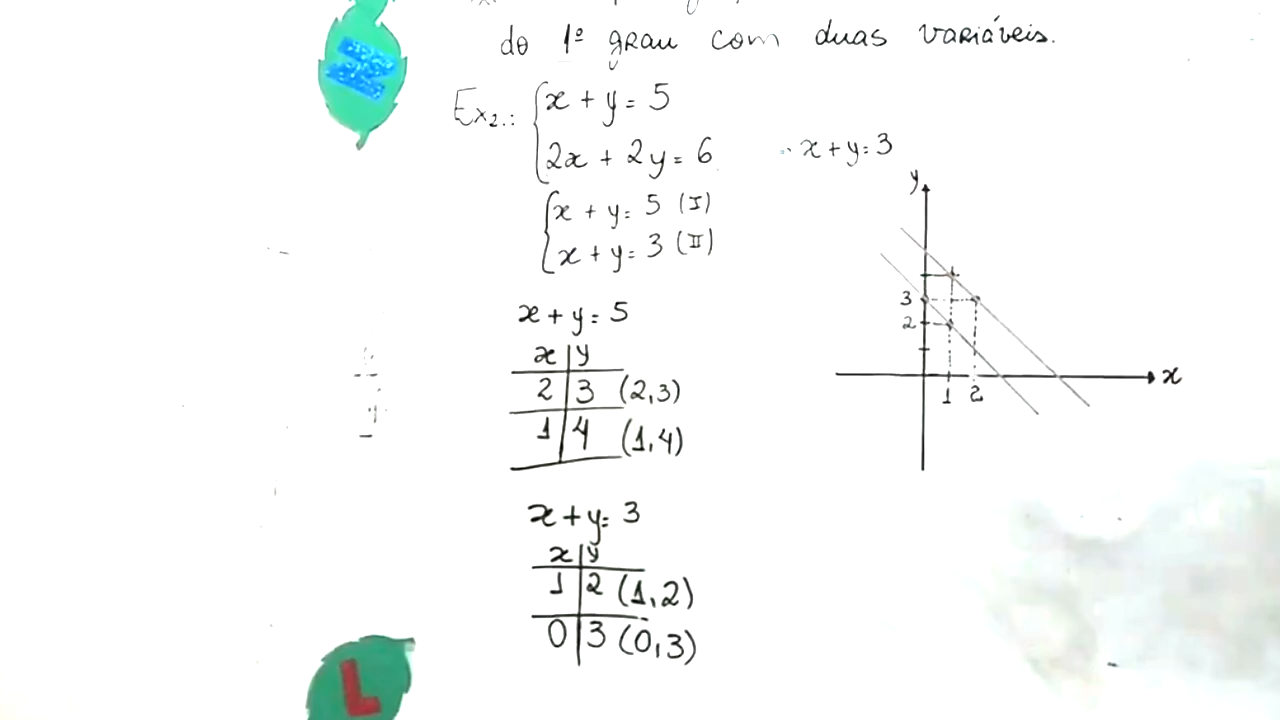 do 1º grau com duas variáveis.
Ex2.: x + y = 5
2x + 2y = 6 x + y = 3
x + y = 5 (I)
x + y = 3 (II)
x + y = 5
x y
2 3 (2,3)
1 4 (1,4)
x + y = 3
x y
1 2 (1,2)
0 3 (0,3)
y
3
2
1 2
x
L